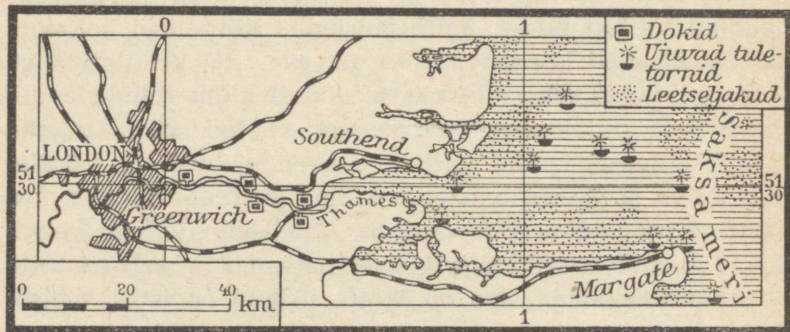 0
1
Dokid
Ujuvad tule-
tornid
Leetseljakud
LONDON
Southend
51
30
51
30
Greenwich
Thames
Saksa meri
Margate
0
20
40
km
1